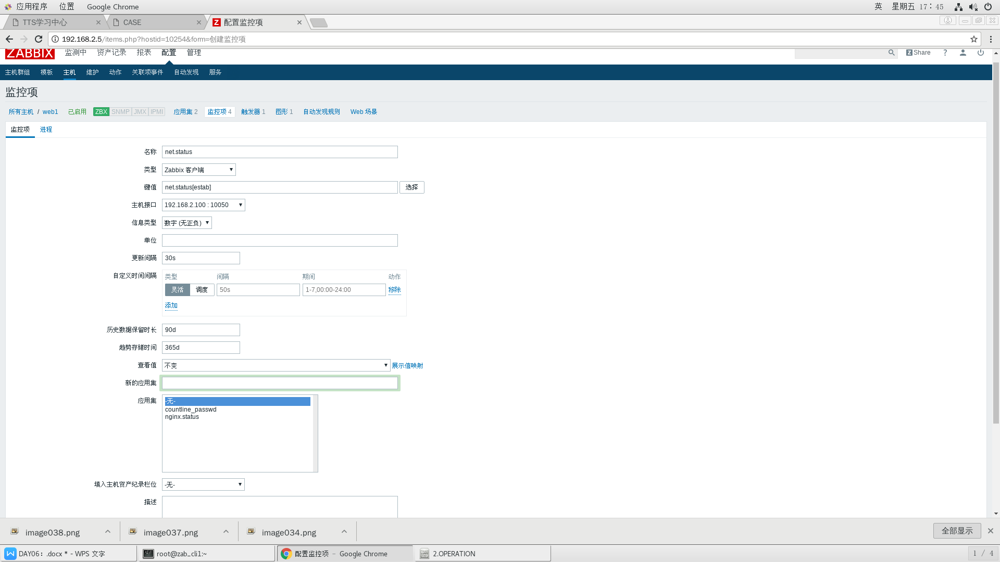 应用程序 位置 Google Chrome 英 星期五 17：45
TTS学习中心 CASE 配置监控项
192.168.2.5/items.php?hostid=10254&form=创建监控项
ZABBIX 监测中 资产记录 报表 配置 管理 Z Share ?
主机群组 模板 主机 维护 动作 关联项事件 自动发现 服务
监控项
所有主机 / web1 已启用 ZBX SNMP JMX IPMI 应用集 2 监控项 4 触发器 1 图形 1 自动发现规则 Web 场景
监控项 进程
名称 net.status
类型 Zabbix 客户端
键值 net.status[estab] 选择
主机接口 192.168.2.100 : 10050
信息类型 数字 (无正负)
单位
更新间隔 30s
自定义时间间隔 类型 间隔 期间 动作
灵活 调度 50s 1-7,00:00-24:00 移除
添加
历史数据保留时长 90d
趋势存储时间 365d
查看值 不变 展示值映射
新的应用集
应用集 -无-
countline_passwd
nginx.status
填入主机资产纪录栏位 -无-
描述
image038.png image037.png image034.png 全部显示
DAY06：.docx * - WPS 文字 root@zab_cli1:~ 配置监控项 － Google Chrome 2.OPERATION 1 / 4